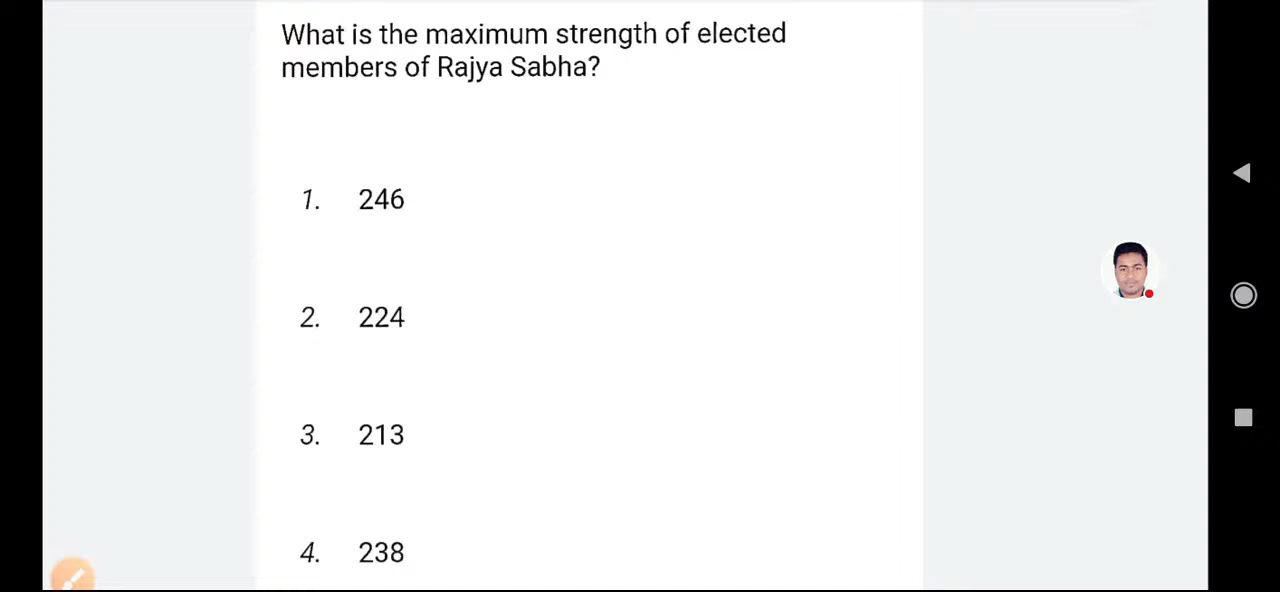 What is the maximum strength of elected
members of Rajya Sabha?
1. 246
2. 224
3. 213
4. 238